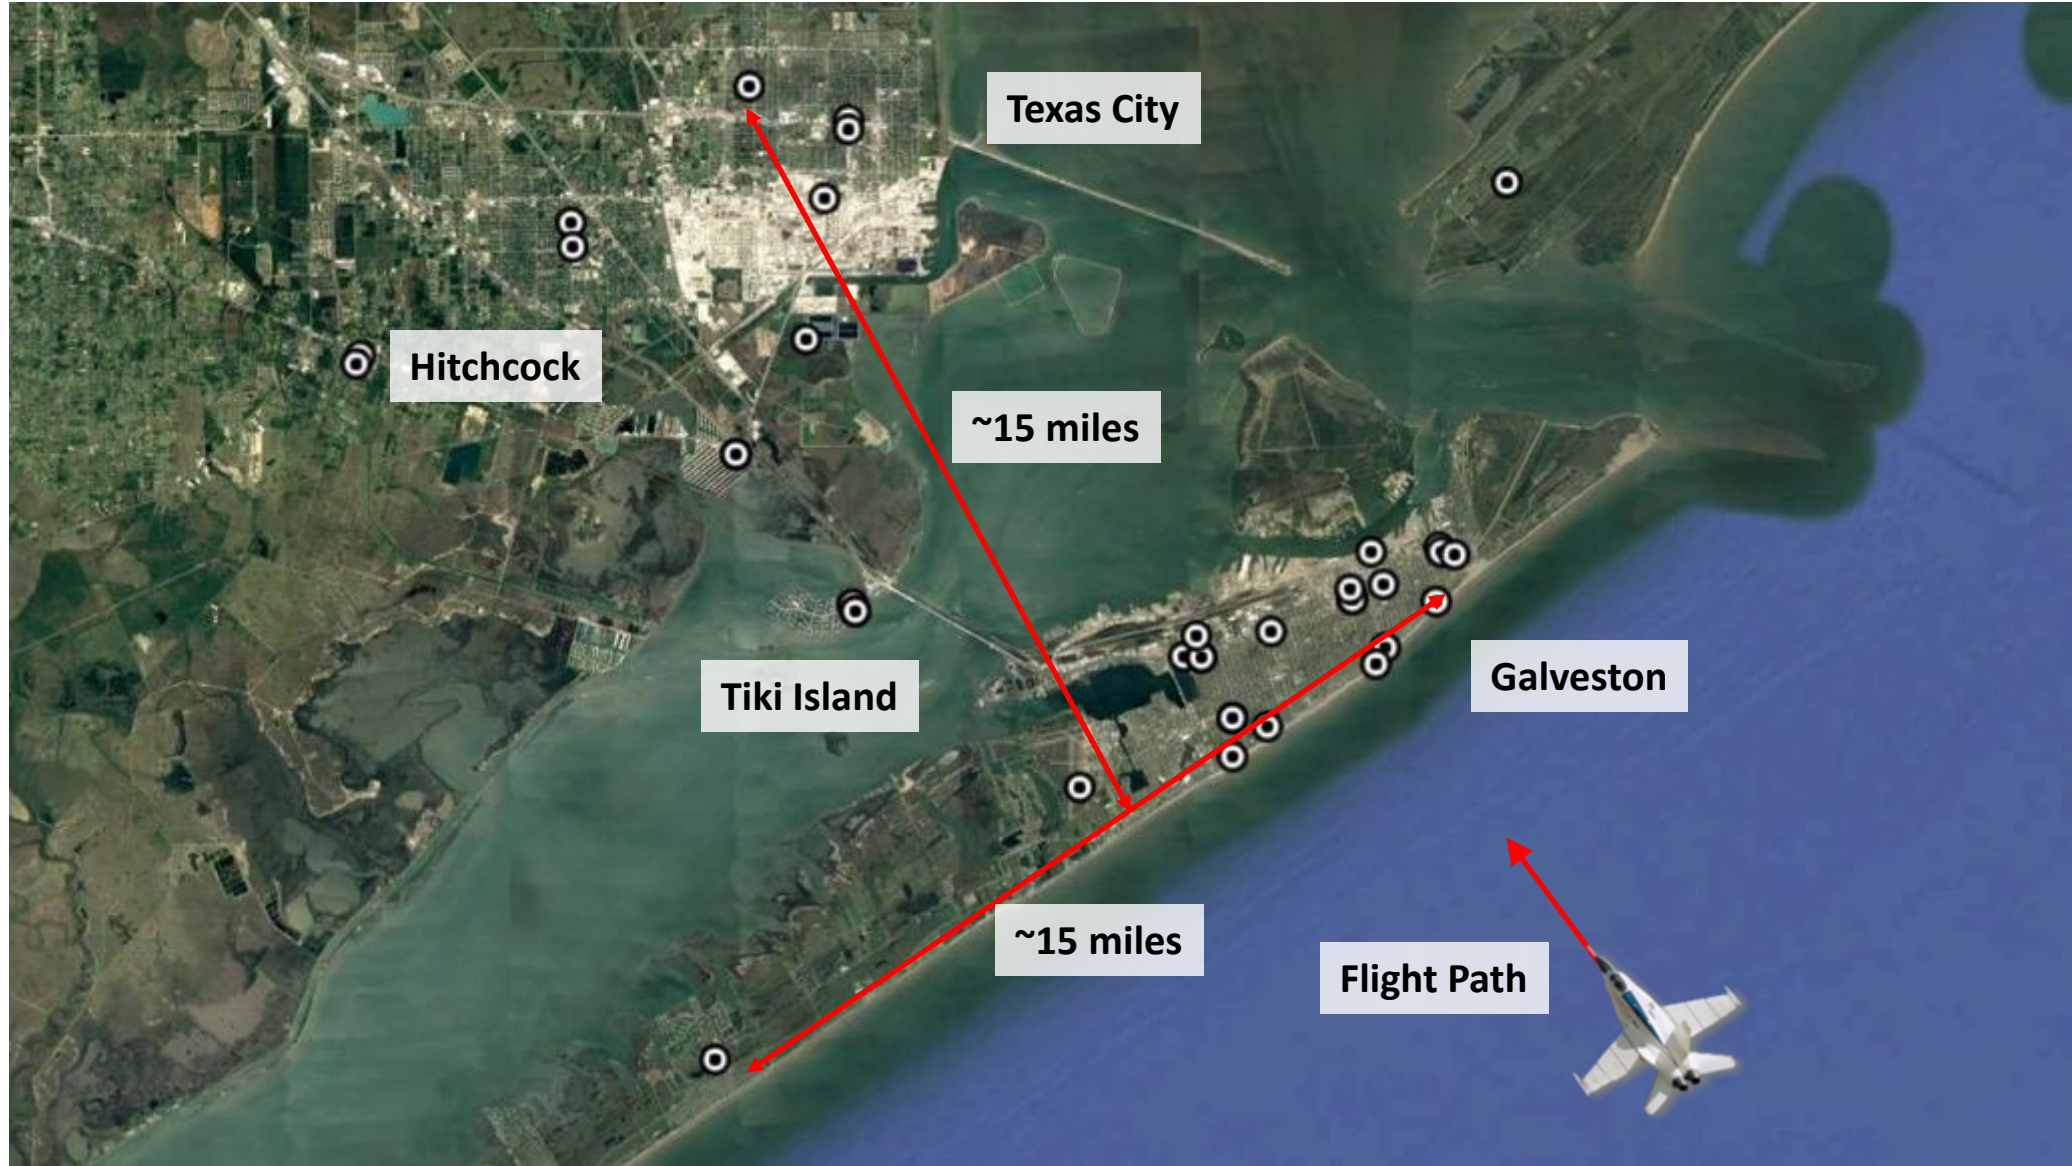 Texas City
Hitchcock
~15 miles
Tiki Island
Galveston
~15 miles
Flight Path